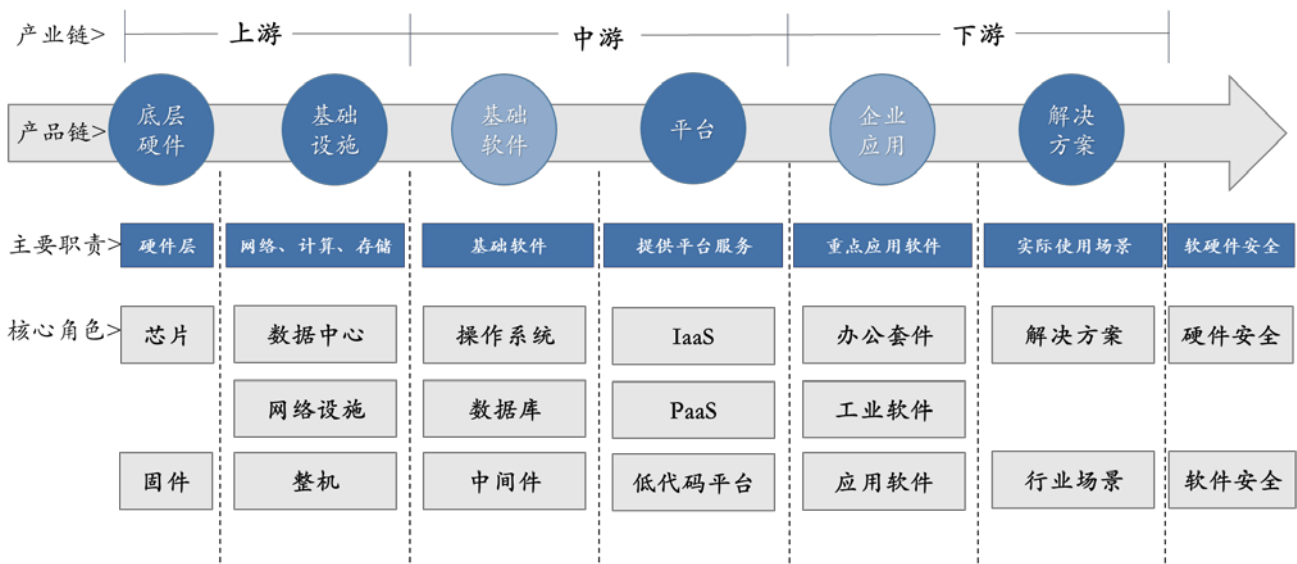 产业链> 上游 中游 下游
产品链> 底层硬件 基础设施 基础软件 平台 企业应用 解决方案
主要职责> 硬件层 网络、计算、存储 基础软件 提供平台服务 重点应用软件 实际使用场景 软硬件安全
核心角色> 芯片 数据中心 操作系统 IaaS 办公套件 解决方案 硬件安全
网络设施 数据库 PaaS 工业软件
固件 整机 中间件 低代码平台 应用软件 行业场景 软件安全